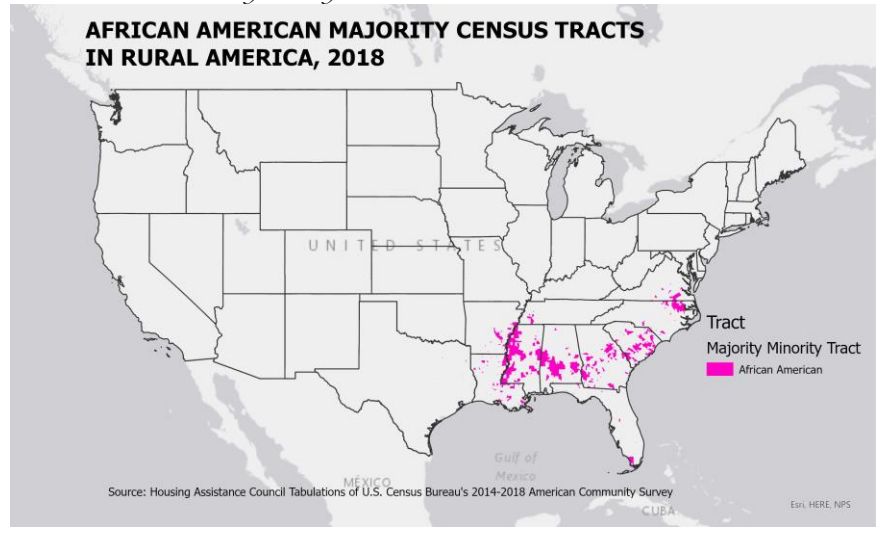 AFRICAN AMERICAN MAJORITY CENSUS TRACTS
IN RURAL AMERICA, 2018
UNITED STATES
Tract
Majority Minority Tract
African American
Gulf of
Mexico
MÉXICO
Source: Housing Assistance Council Tabulations of U.S. Census Bureau's 2014-2018 American Community Survey
CUBA
Esri, HERE, NPS